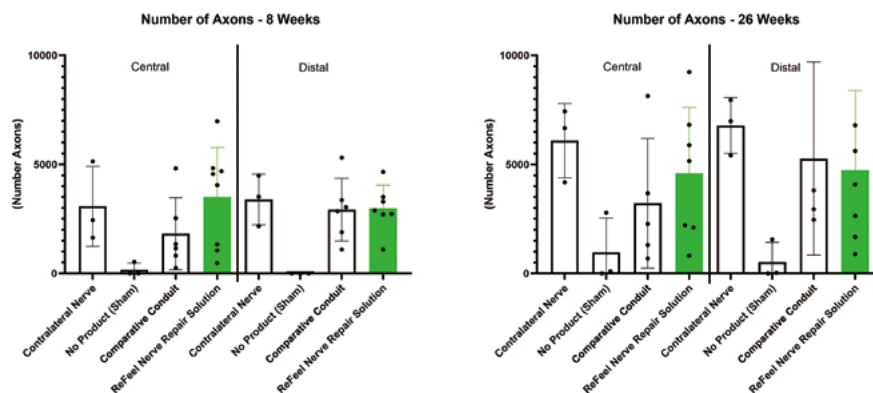 Number of Axons - 8 Weeks
Central
Distal
(Number Axons)
10000
5000
0
Contralateral Nerve
No Product (Sham)
Comparative Conduit
ReFeel Nerve Repair Solution
Contralateral Nerve
No Product (Sham)
Comparative Conduit
ReFeel Nerve Repair Solution
Number of Axons - 26 Weeks
Central
Distal
(Number Axons)
10000
5000
0
Contralateral Nerve
No Product (Sham)
Comparative Conduit
ReFeel Nerve Repair Solution
Contralateral Nerve
No Product (Sham)
Comparative Conduit
ReFeel Nerve Repair Solution